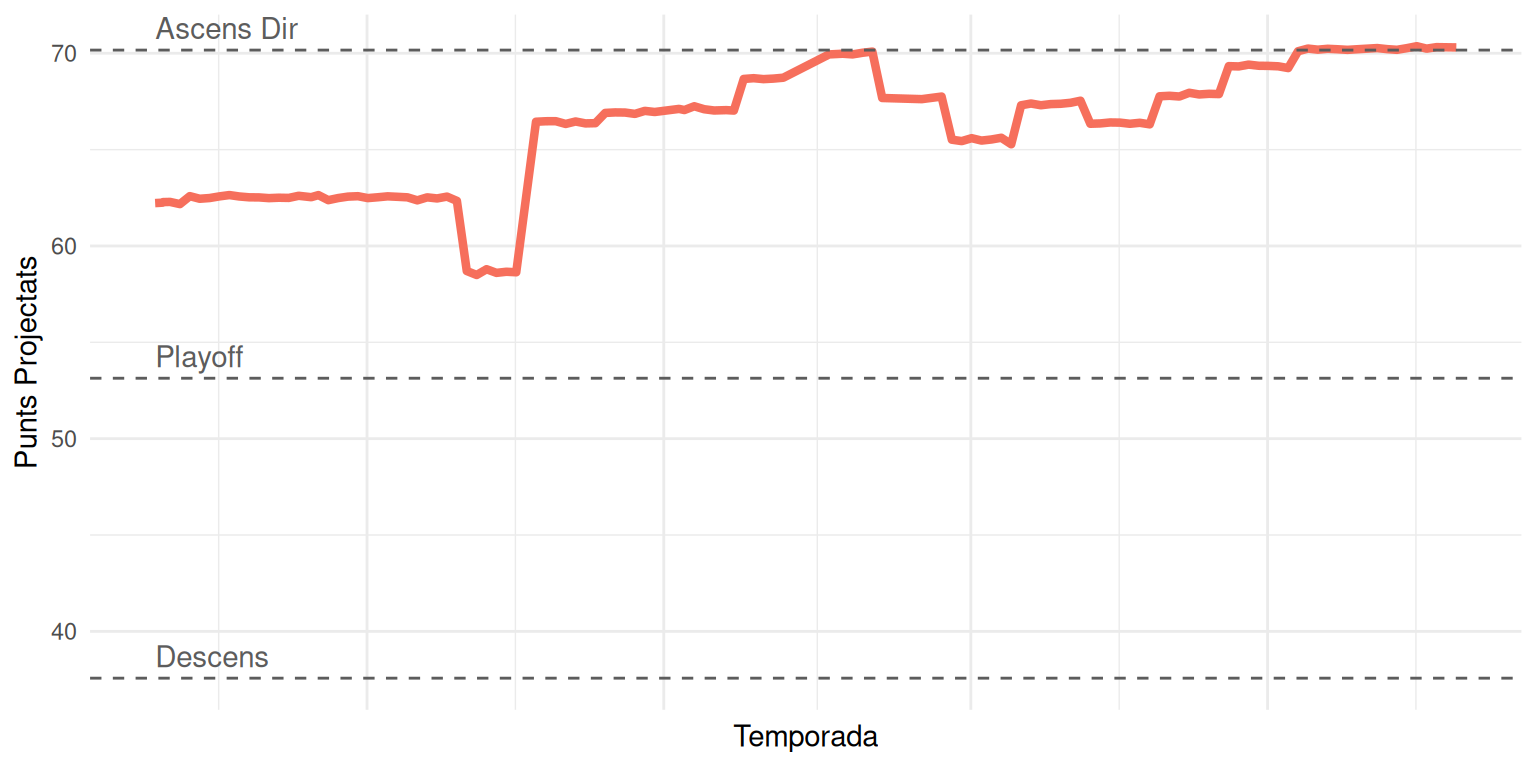 Ascens Dir
70
60
Playoff
50
40
Descens
Punts Projectats
Temporada